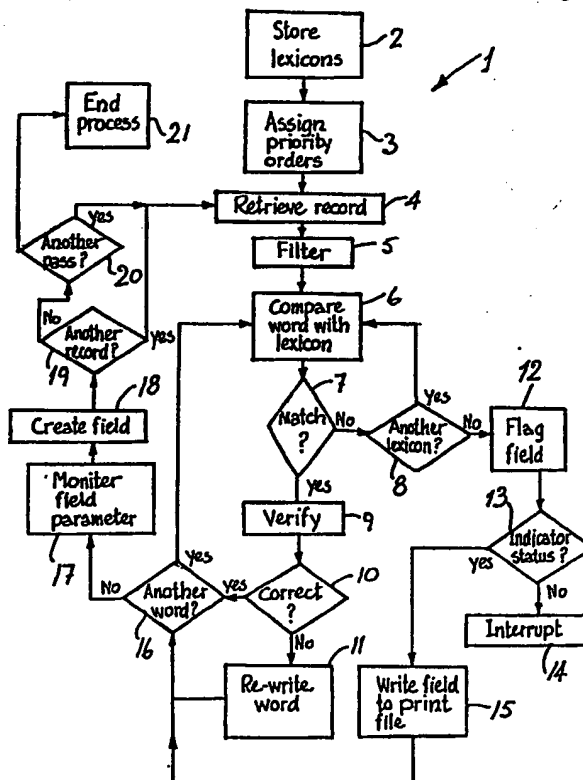 Store
lexicons
2
1
Assign
priority
orders
3
End
process
21
Retrieve record
4
yes
Another
pass?
20
Filter
5
Compare
word with
lexicon
6
No
Another
record?
yes
19
7
Match
?
No
yes
Another
lexicon?
8
No
12
Flag
field
18
Create field
yes
Verify
9
Moniter
field
parameter
17
13
Indicator
status?
yes
No
yes
Another
word?
No
16
yes
Correct
?
10
No
Interrupt
14
11
Re-write
word
Write field
to print
file
15